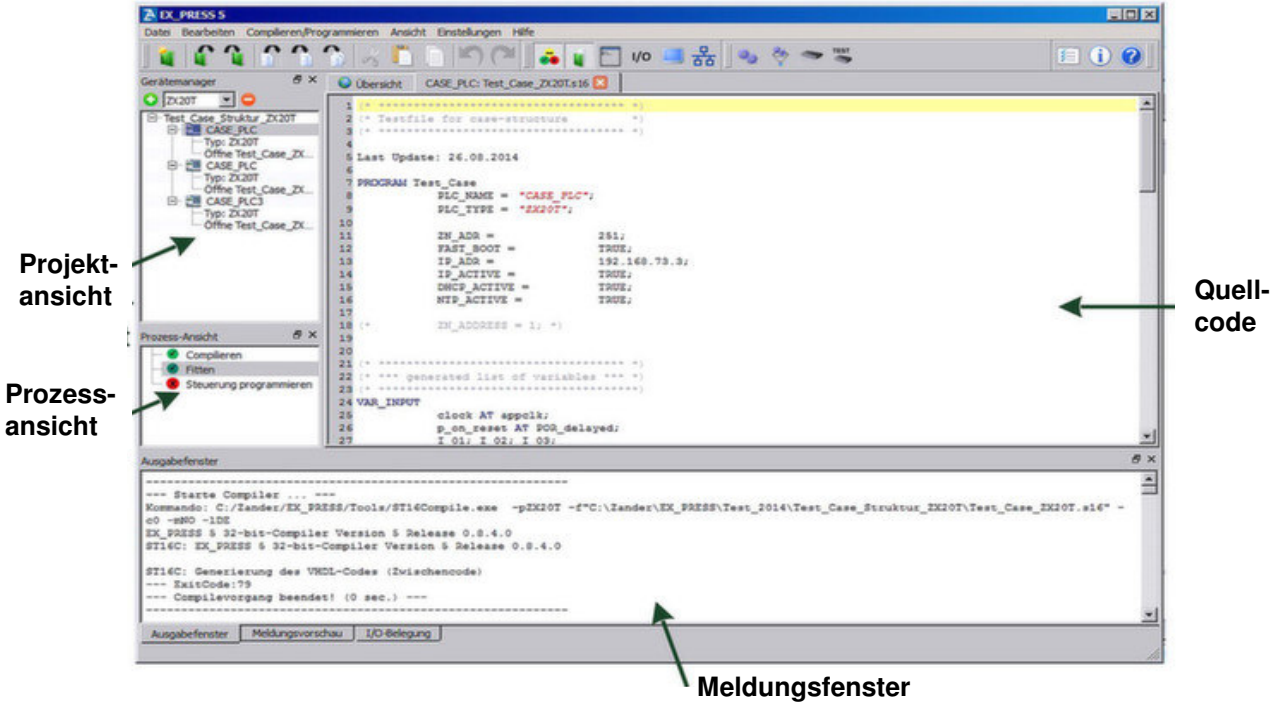 EX_PRESS 5
Datei Bearbeiten Compilieren/Programmieren Ansicht Einstellungen Hilfe
I/O
TEST
Gerätemanager
Übersicht
CASE_PLC: Test_Case_ZX20T.s16
ZX20T
Test_Case_Struktur_ZX20T
CASE_PLC
Typ: ZX20T
Öffne Test_Case_ZX...
CASE_PLC
Typ: ZX20T
Öffne Test_Case_ZX...
CASE_PLC3
Typ: ZX20T
Öffne Test_Case_ZX...
Projekt-
ansicht
Prozess-Ansicht
Compilieren
Fitten
Steuerung programmieren
Prozess-
ansicht
1 (* ********************************** *)
2 (* Testfile for case-structure *)
3 (* ********************************** *)
4
5 Last Update: 26.08.2014
6
7 PROGRAM Test_Case
8 PLC_NAME = "CASE_PLC";
9 PLC_TYPE = "ZX20T";
10
11 ZN_ADR = 251;
12 FAST_BOOT = TRUE;
13 IP_ADR = 192.168.73.3;
14 IP_ACTIVE = TRUE;
15 DHCP_ACTIVE = TRUE;
16 NTP_ACTIVE = TRUE;
17
18 (* ZN_ADDRESS = 1; *)
19
20
21 (* ********************************** *)
22 (* *** generated list of variables *** *)
23 (* ***********************************)
24 VAR_INPUT
25 clock AT appclk;
26 p_on_reset AT POR_delayed;
27 I_01; I_02; I_03;
Quell-
code
Ausgabefenster
--- Starte Compiler ... ---
Kommando: C:/Zander/EX_PRESS/Tools/ST16Compile.exe -pZX20T -f"C:\Zander\EX_PRESS\Test_2014\Test_Case_Struktur_ZX20T\Test_Case_ZX20T.s16" -
c0 -mNO -lDE
EX_PRESS 5 32-bit-Compiler Version 5 Release 0.8.4.0
ST16C: EX_PRESS 5 32-bit-Compiler Version 5 Release 0.8.4.0
ST16C: Generierung des VHDL-Codes (Zwischencode)
--- ExitCode:79
--- Compilevorgang beendet! (0 sec.) ---
Ausgabefenster Meldungsvorschau I/O-Belegung
Meldungsfenster